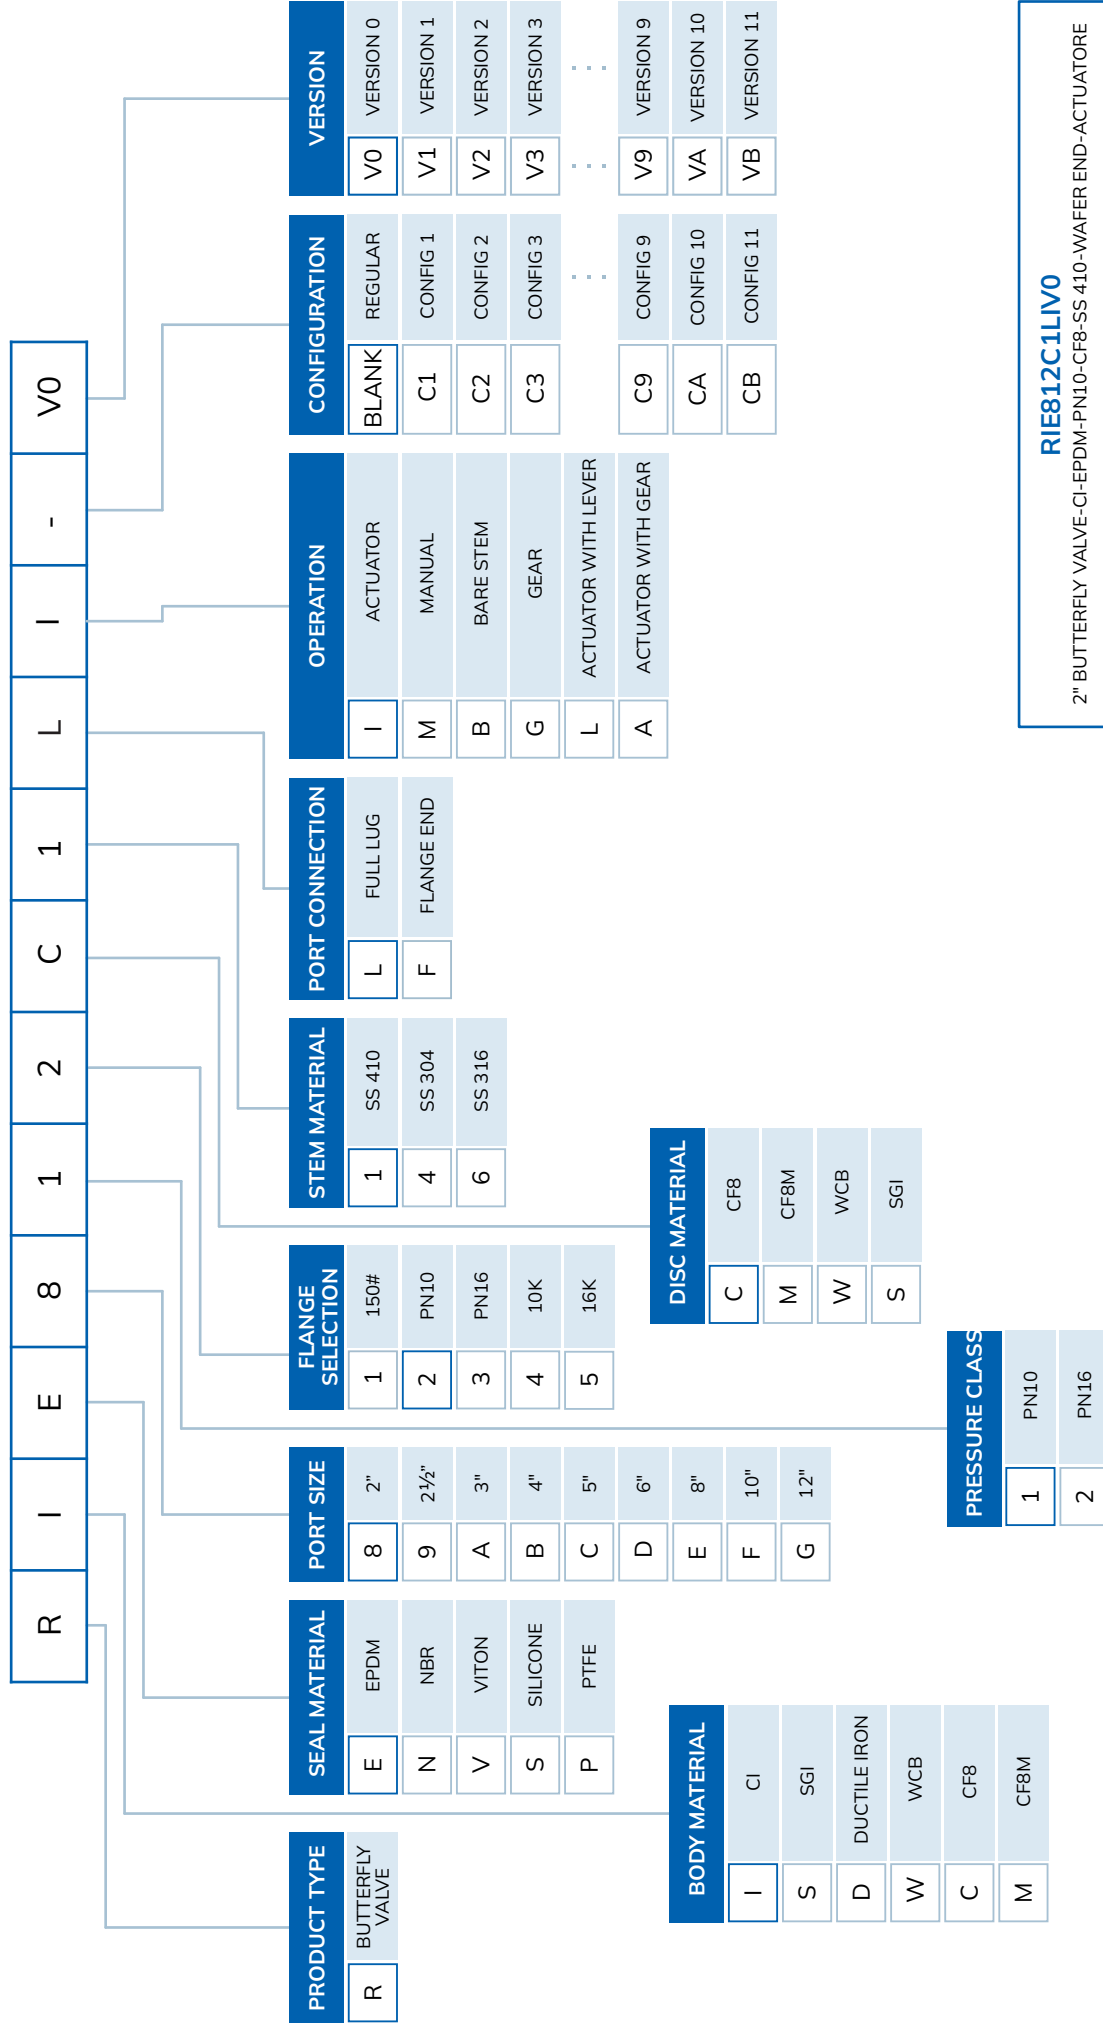 R I E 8 1 2 C 1 L I - V0
PRODUCT TYPE
R BUTTERFLY
VALVE
SEAL MATERIAL
E EPDM
N NBR
V VITON
S SILICONE
P PTFE
PORT SIZE
8 2"
9 2½"
A 3"
B 4"
C 5"
D 6"
E 8"
F 10"
G 12"
FLANGE
SELECTION
1 150#
2 PN10
3 PN16
4 10K
5 16K
STEM MATERIAL
1 SS 410
4 SS 304
6 SS 316
PORT CONNECTION
L FULL LUG
F FLANGE END
OPERATION
I ACTUATOR
M MANUAL
B BARE STEM
G GEAR
L ACTUATOR WITH LEVER
A ACTUATOR WITH GEAR
CONFIGURATION
BLANK REGULAR
C1 CONFIG 1
C2 CONFIG 2
C3 CONFIG 3
...
C9 CONFIG 9
CA CONFIG 10
CB CONFIG 11
VERSION
V0 VERSION 0
V1 VERSION 1
V2 VERSION 2
V3 VERSION 3
... ...
V9 VERSION 9
VA VERSION 10
VB VERSION 11
BODY MATERIAL
I CI
S SGI
D DUCTILE IRON
W WCB
C CF8
M CF8M
DISC MATERIAL
C CF8
M CF8M
W WCB
S SGI
PRESSURE CLASS
1 PN10
2 PN16
RIE812C1LIV0
2" BUTTERFLY VALVE-CI-EPDM-PN10-CF8-SS 410-WAFER END-ACTUATORE